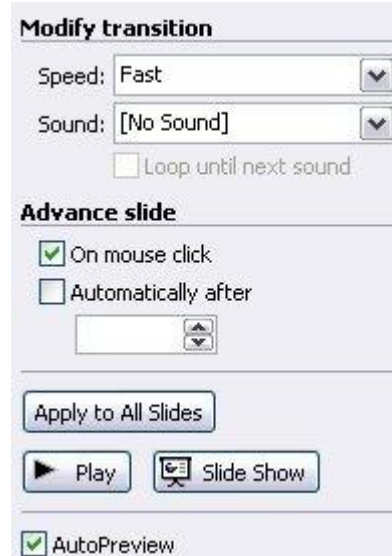 Modify transition
Speed: Fast
Sound: [No Sound]
Loop until next sound
Advance slide
On mouse click
Automatically after
Apply to All Slides
Play Slide Show
AutoPreview